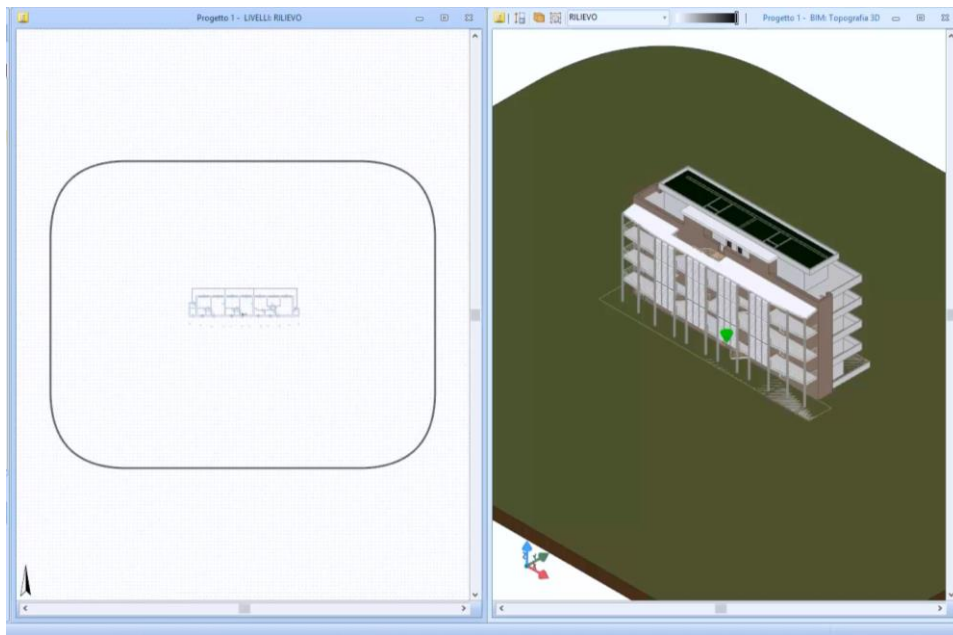 Progetto 1 - LIVELLI: RILIEVO
RILIEVO
Progetto 1 - BIM: Topografia 3D